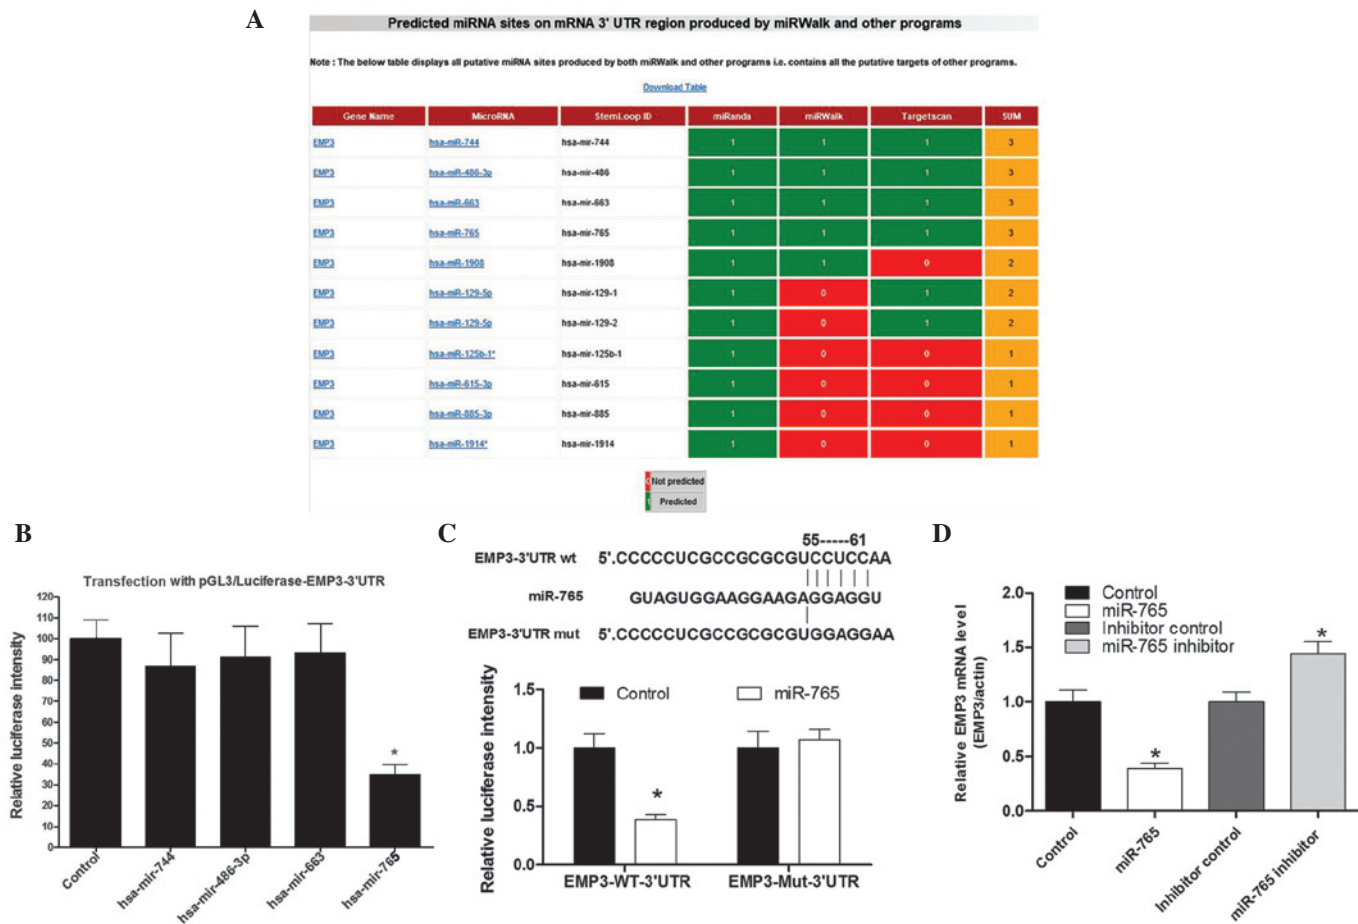 A
Predicted miRNA sites on mRNA 3' UTR region produced by miRWalk and other programs
Note : The below table displays all putative miRNA sites produced by both miRWalk and other programs i.e. contains all the putative targets of other programs.
Download Table
Gene Name MicroRNA StemLoop ID miRanda miRWalk Targetscan SUM
EMP3 hsa-miR-744 hsa-mir-744 1 1 1 3
EMP3 hsa-miR-486-3p hsa-mir-486 1 1 1 3
EMP3 hsa-miR-663 hsa-mir-663 1 1 1 3
EMP3 hsa-miR-765 hsa-mir-765 1 1 1 3
EMP3 hsa-miR-1908 hsa-mir-1908 1 1 0 2
EMP3 hsa-miR-129-5p hsa-mir-129-1 1 0 1 2
EMP3 hsa-miR-129-5p hsa-mir-129-2 1 0 1 2
EMP3 hsa-miR-125b-1* hsa-mir-125b-1 1 0 0 1
EMP3 hsa-miR-615-3p hsa-mir-615 1 0 0 1
EMP3 hsa-miR-885-3p hsa-mir-885 1 0 0 1
EMP3 hsa-miR-1914* hsa-mir-1914 1 0 0 1
0 Not predicted
1 Predicted
B
Transfection with pGL3/Luciferase-EMP3-3'UTR
Relative luciferase intensity
120
110
100
90
80
70
60
50
40
30
20
10
0
*
Control
hsa-mir-744
hsa-mir-486-3p
hsa-mir-663
hsa-mir-765
C
55-----61
EMP3-3'UTR wt 5'.CCCCCUCGCCGCGCGUCCUCCAA
miR-765 GUAGUGGAAGGAAGAGGAGGU
EMP3-3'UTR mut 5'.CCCCCUCGCCGCGCGUGGAGGAA
Relative luciferase intensity
1.5
1.0
0.5
0.0
Control
miR-765
*
EMP3-WT-3'UTR
EMP3-Mut-3'UTR
D
Relative EMP3 mRNA level
(EMP3/actin)
2.0
1.5
1.0
0.5
0.0
Control
miR-765
Inhibitor control
miR-765 inhibitor
*
*
Control
miR-765
Inhibitor control
miR-765 inhibitor